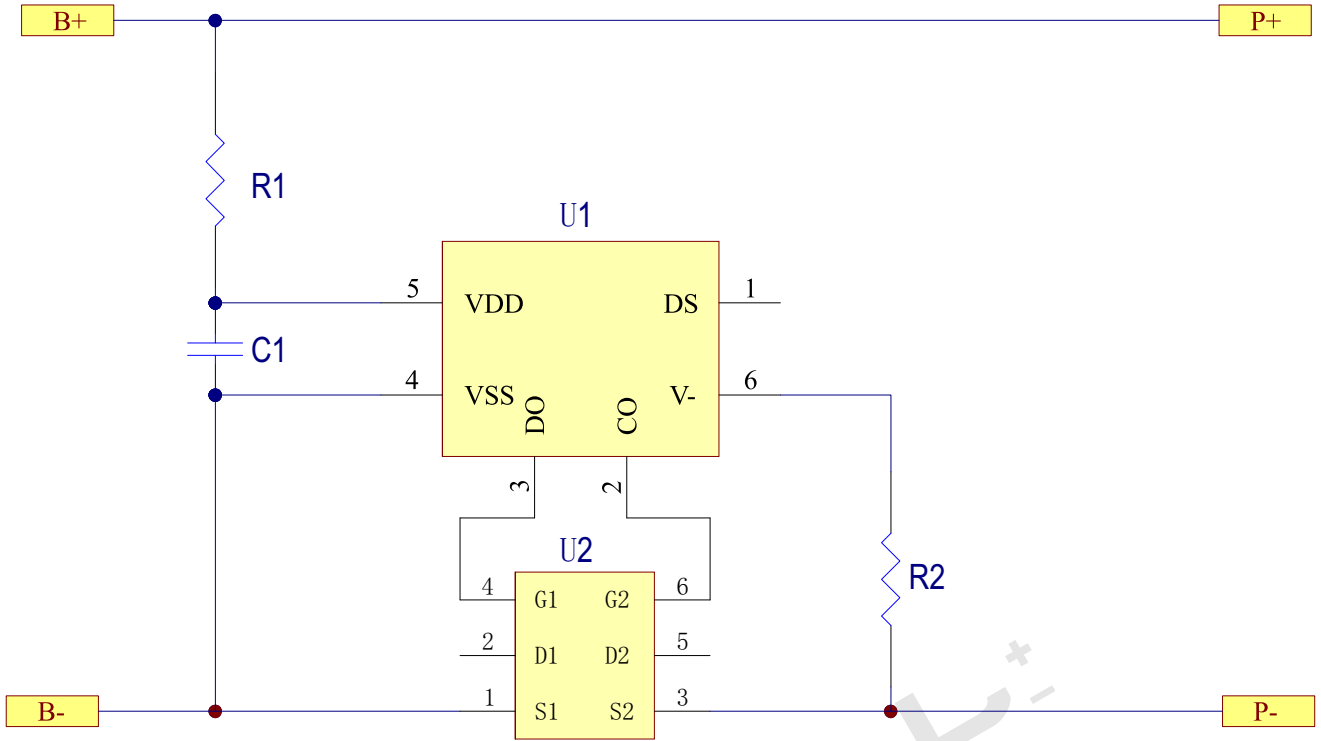 B+ P+
R1
U1
5 VDD DS 1
C1
4 VSS DO CO V- 6
3 2
U2
R2
4 G1 G2 6
2 D1 D2 5
1 S1 S2 3
B- P-